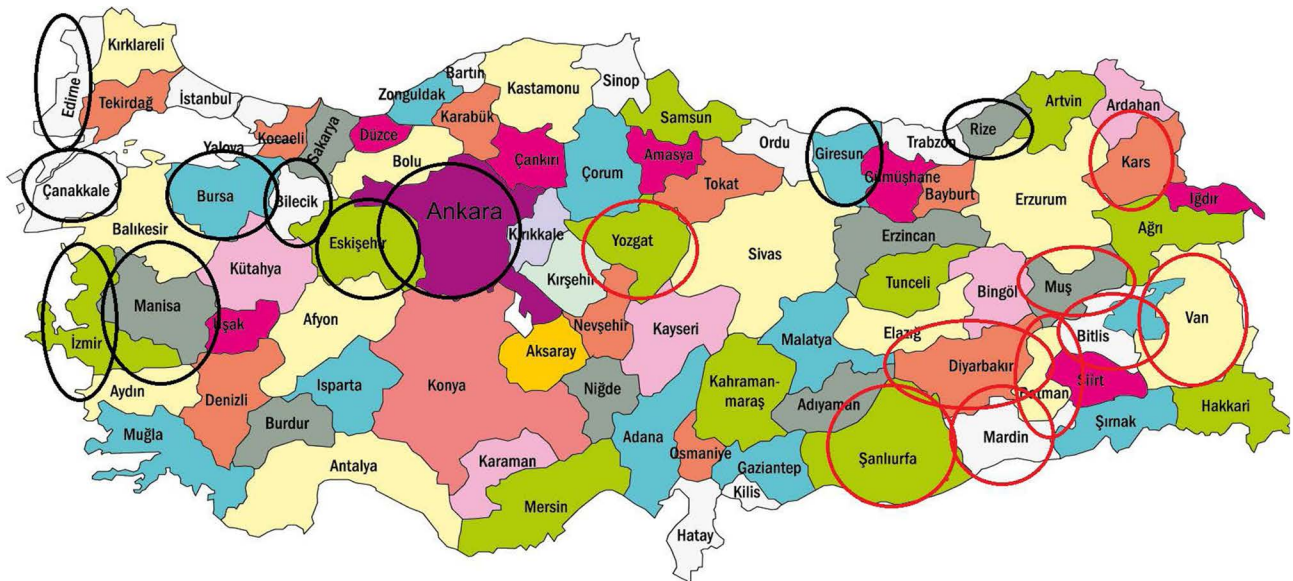 Kırklareli
Edirne
Tekirdağ
İstanbul
Kocaeli
Yalova
Sakarya
Düzce
Zonguldak
Bartın
Karabük
Kastamonu
Sinop
Samsun
Bolu
Çankırı
Çorum
Amasya
Tokat
Ordu
Giresun
Gümüşhane
Trabzon
Bayburt
Rize
Artvin
Ardahan
Kars
Iğdır
Erzurum
Ağrı
Çanakkale
Bursa
Bilecik
Eskişehir
Ankara
Kırıkkale
Yozgat
Sivas
Erzincan
Tunceli
Bingöl
Muş
Balıkesir
Kütahya
Kırşehir
Manisa
İzmir
Uşak
Afyon
Nevşehir
Kayseri
Malatya
Elazığ
Bitlis
Van
Aydın
Denizli
Isparta
Konya
Aksaray
Niğde
Kahraman-
maraş
Adıyaman
Diyarbakır
Batman
Siirt
Muğla
Burdur
Antalya
Karaman
Mersin
Adana
Osmaniye
Gaziantep
Kilis
Hatay
Şanlıurfa
Mardin
Şırnak
Hakkari